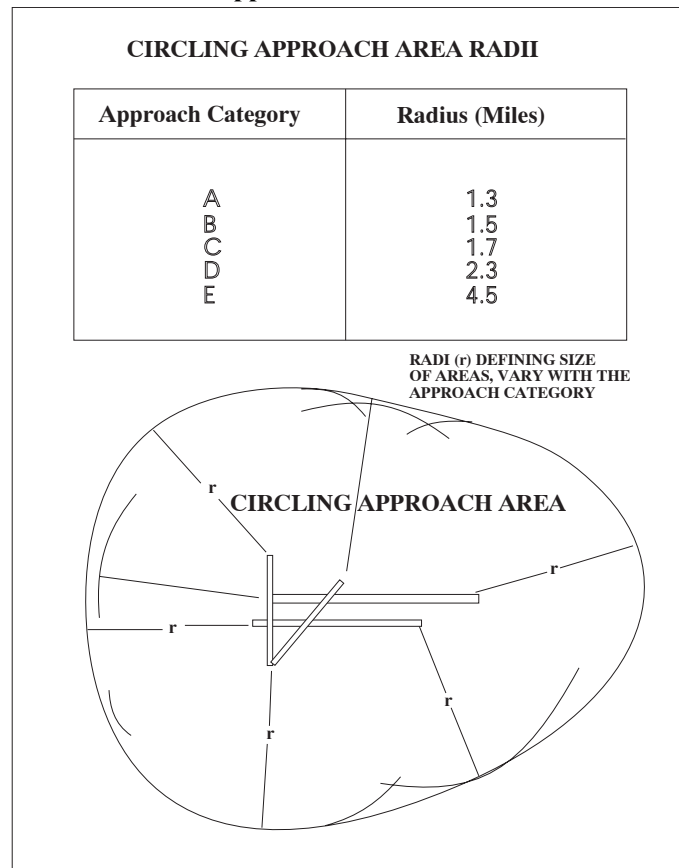 CIRCLING APPROACH AREA RADII
Approach Category Radius (Miles)
A 1.3
B 1.5
C 1.7
D 2.3
E 4.5
RADI (r) DEFINING SIZE
OF AREAS, VARY WITH THE
APPROACH CATEGORY
r
CIRCLING APPROACH AREA
r
r
r
r